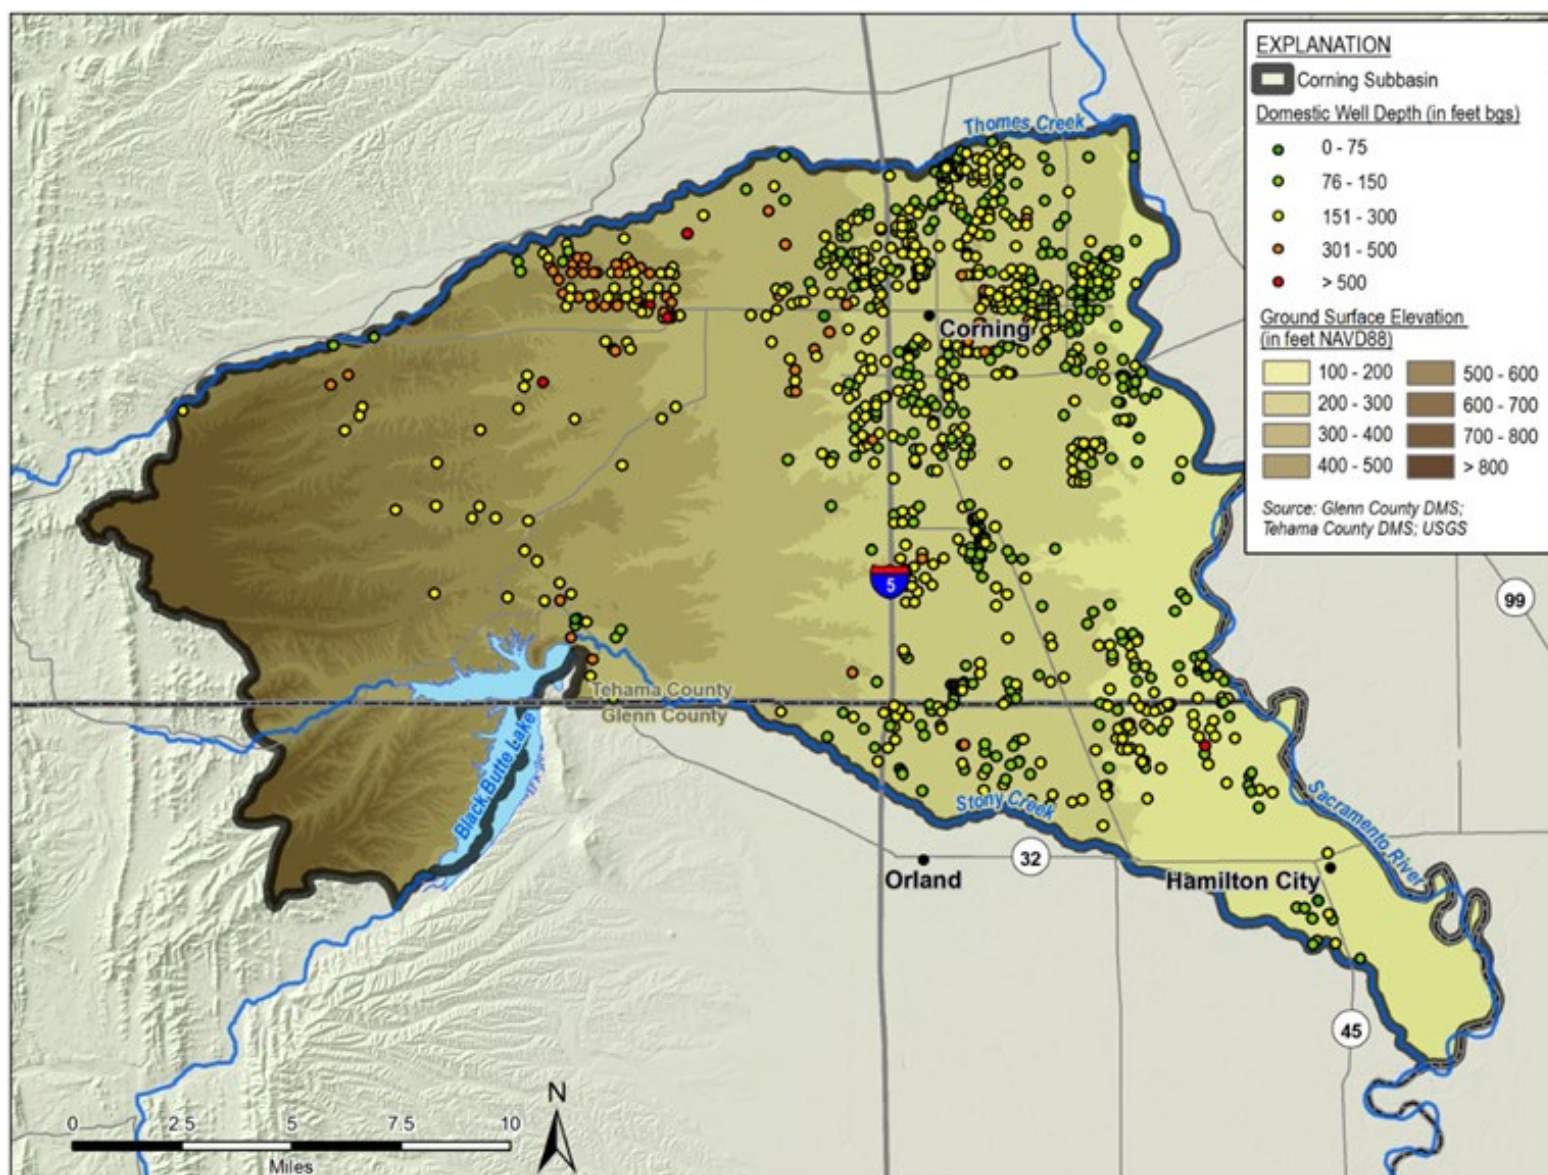 EXPLANATION
Corning Subbasin
Domestic Well Depth (in feet bgs)
0 - 75
76 - 150
151 - 300
301 - 500
> 500
Ground Surface Elevation
(in feet NAVD88)
100 - 200
500 - 600
200 - 300
600 - 700
300 - 400
700 - 800
400 - 500
> 800
Source: Glenn County DMS;
Tehama County DMS; USGS
Thomes Creek
Corning
5
99
Tehama County
Glenn County
Black Butte Lake
Stony Creek
Sacramento River
Orland
32
Hamilton City
45
N
0 2.5 5 7.5 10
Miles